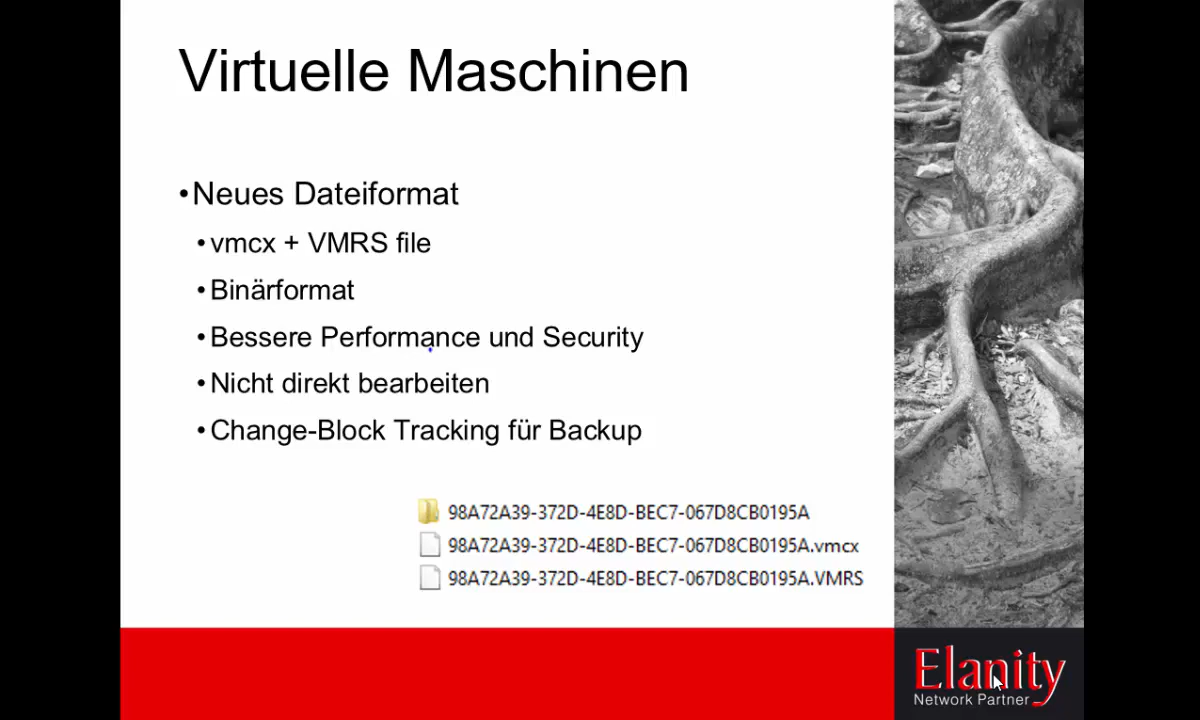 Virtuelle Maschinen
•Neues Dateiformat
•vmcx + VMRS file
•Binärformat
•Bessere Performance und Security
•Nicht direkt bearbeiten
•Change-Block Tracking für Backup
98A72A39-372D-4E8D-BEC7-067D8CB0195A
98A72A39-372D-4E8D-BEC7-067D8CB0195A.vmcx
98A72A39-372D-4E8D-BEC7-067D8CB0195A.VMRS
Elanity
Network Partner